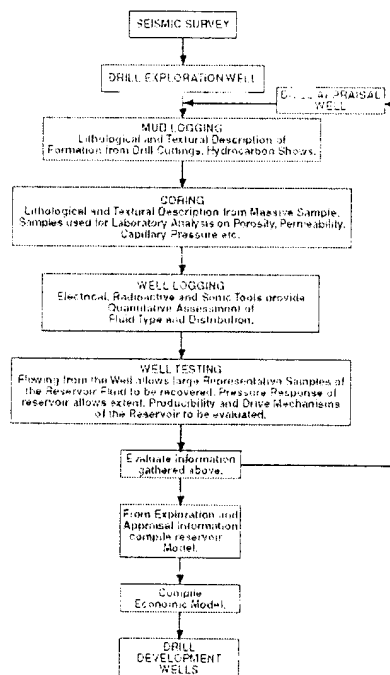 SEISMIC SURVEY
DRILL EXPLORATION WELL
APPRAISAL
WELL
MUD LOGGING
Lithological and Textural Description of
Formation from Drill Cuttings, Hydrocarbon Shows.
CORING
Lithological and Textural Description from Massive Sample.
Samples used for Laboratory Analysis on Porosity, Permeability,
Capillary Pressure etc.
WELL LOGGING
Electrical, Radioactive and Sonic Tools provide
Quantitative Assessment of
Fluid Type and Distribution.
WELL TESTING
Flowing from the Well allows large Representative Samples of
the Reservoir Fluid to be recovered. Pressure Response of
reservoir allows extent, Producibility and Drive Mechanisms
of the Reservoir to be evaluated.
Evaluate Information
gathered above.
From Exploration and
Appraisal Information
compile reservoir
Model.
Compile
Economic Model.
DRILL
DEVELOPMENT
WELLS